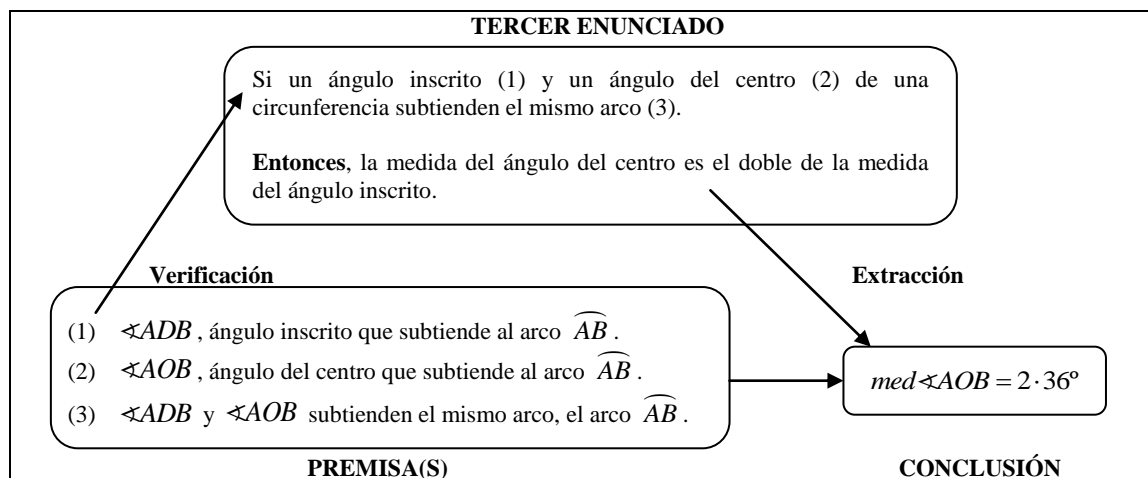 TERCER ENUNCIADO
Si un ángulo inscrito (1) y un ángulo del centro (2) de una
circunferencia subtienden el mismo arco (3).
Entonces, la medida del ángulo del centro es el doble de la medida
del ángulo inscrito.
Verificación
Extracción
(1) ∢ADB, ángulo inscrito que subtiende al arco \widehat{AB}.
(2) ∢AOB, ángulo del centro que subtiende al arco \widehat{AB}.
(3) ∢ADB y ∢AOB subtienden el mismo arco, el arco \widehat{AB}.
med∢AOB = 2·36º
PREMISA(S)
CONCLUSIÓN